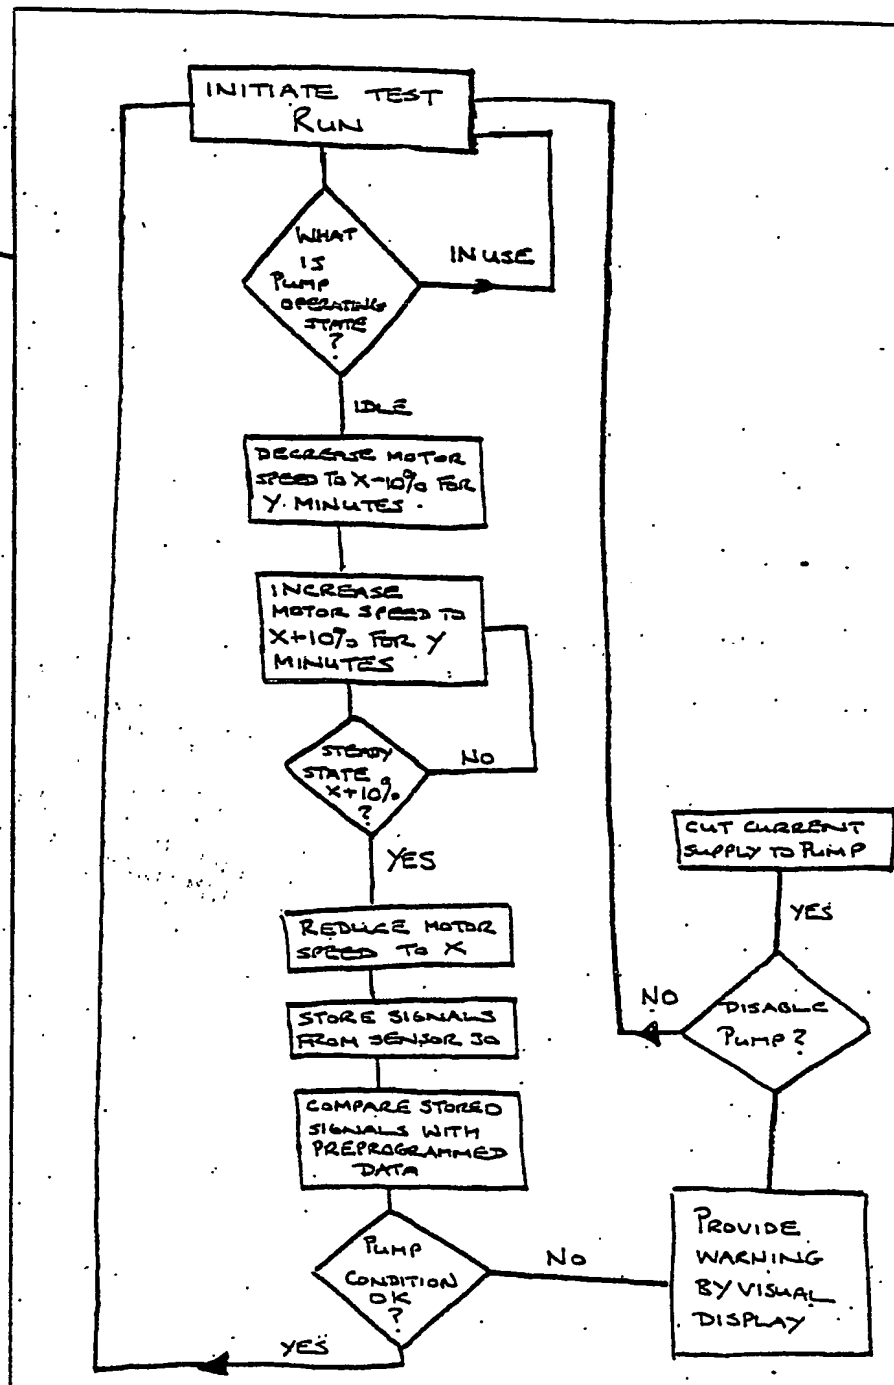 INITIATE TEST
RUN
WHAT
IS
PUMP
OPERATING
STATE
?
IN USE
IDLE
DECREASE MOTOR
SPEED TO X-10% FOR
Y MINUTES.
INCREASE
MOTOR SPEED TO
X+10% FOR Y
MINUTES
STEADY
STATE
X+10%
?
NO
YES
REDUCE MOTOR
SPEED TO X
STORE SIGNALS
FROM SENSOR 30
COMPARE STORED
SIGNALS WITH
PREPROGRAMMED
DATA
PUMP
CONDITION
OK
?
YES
NO
PROVIDE
WARNING
BY VISUAL
DISPLAY
DISABLE
PUMP?
NO
YES
CUT CURRENT
SUPPLY TO PUMP